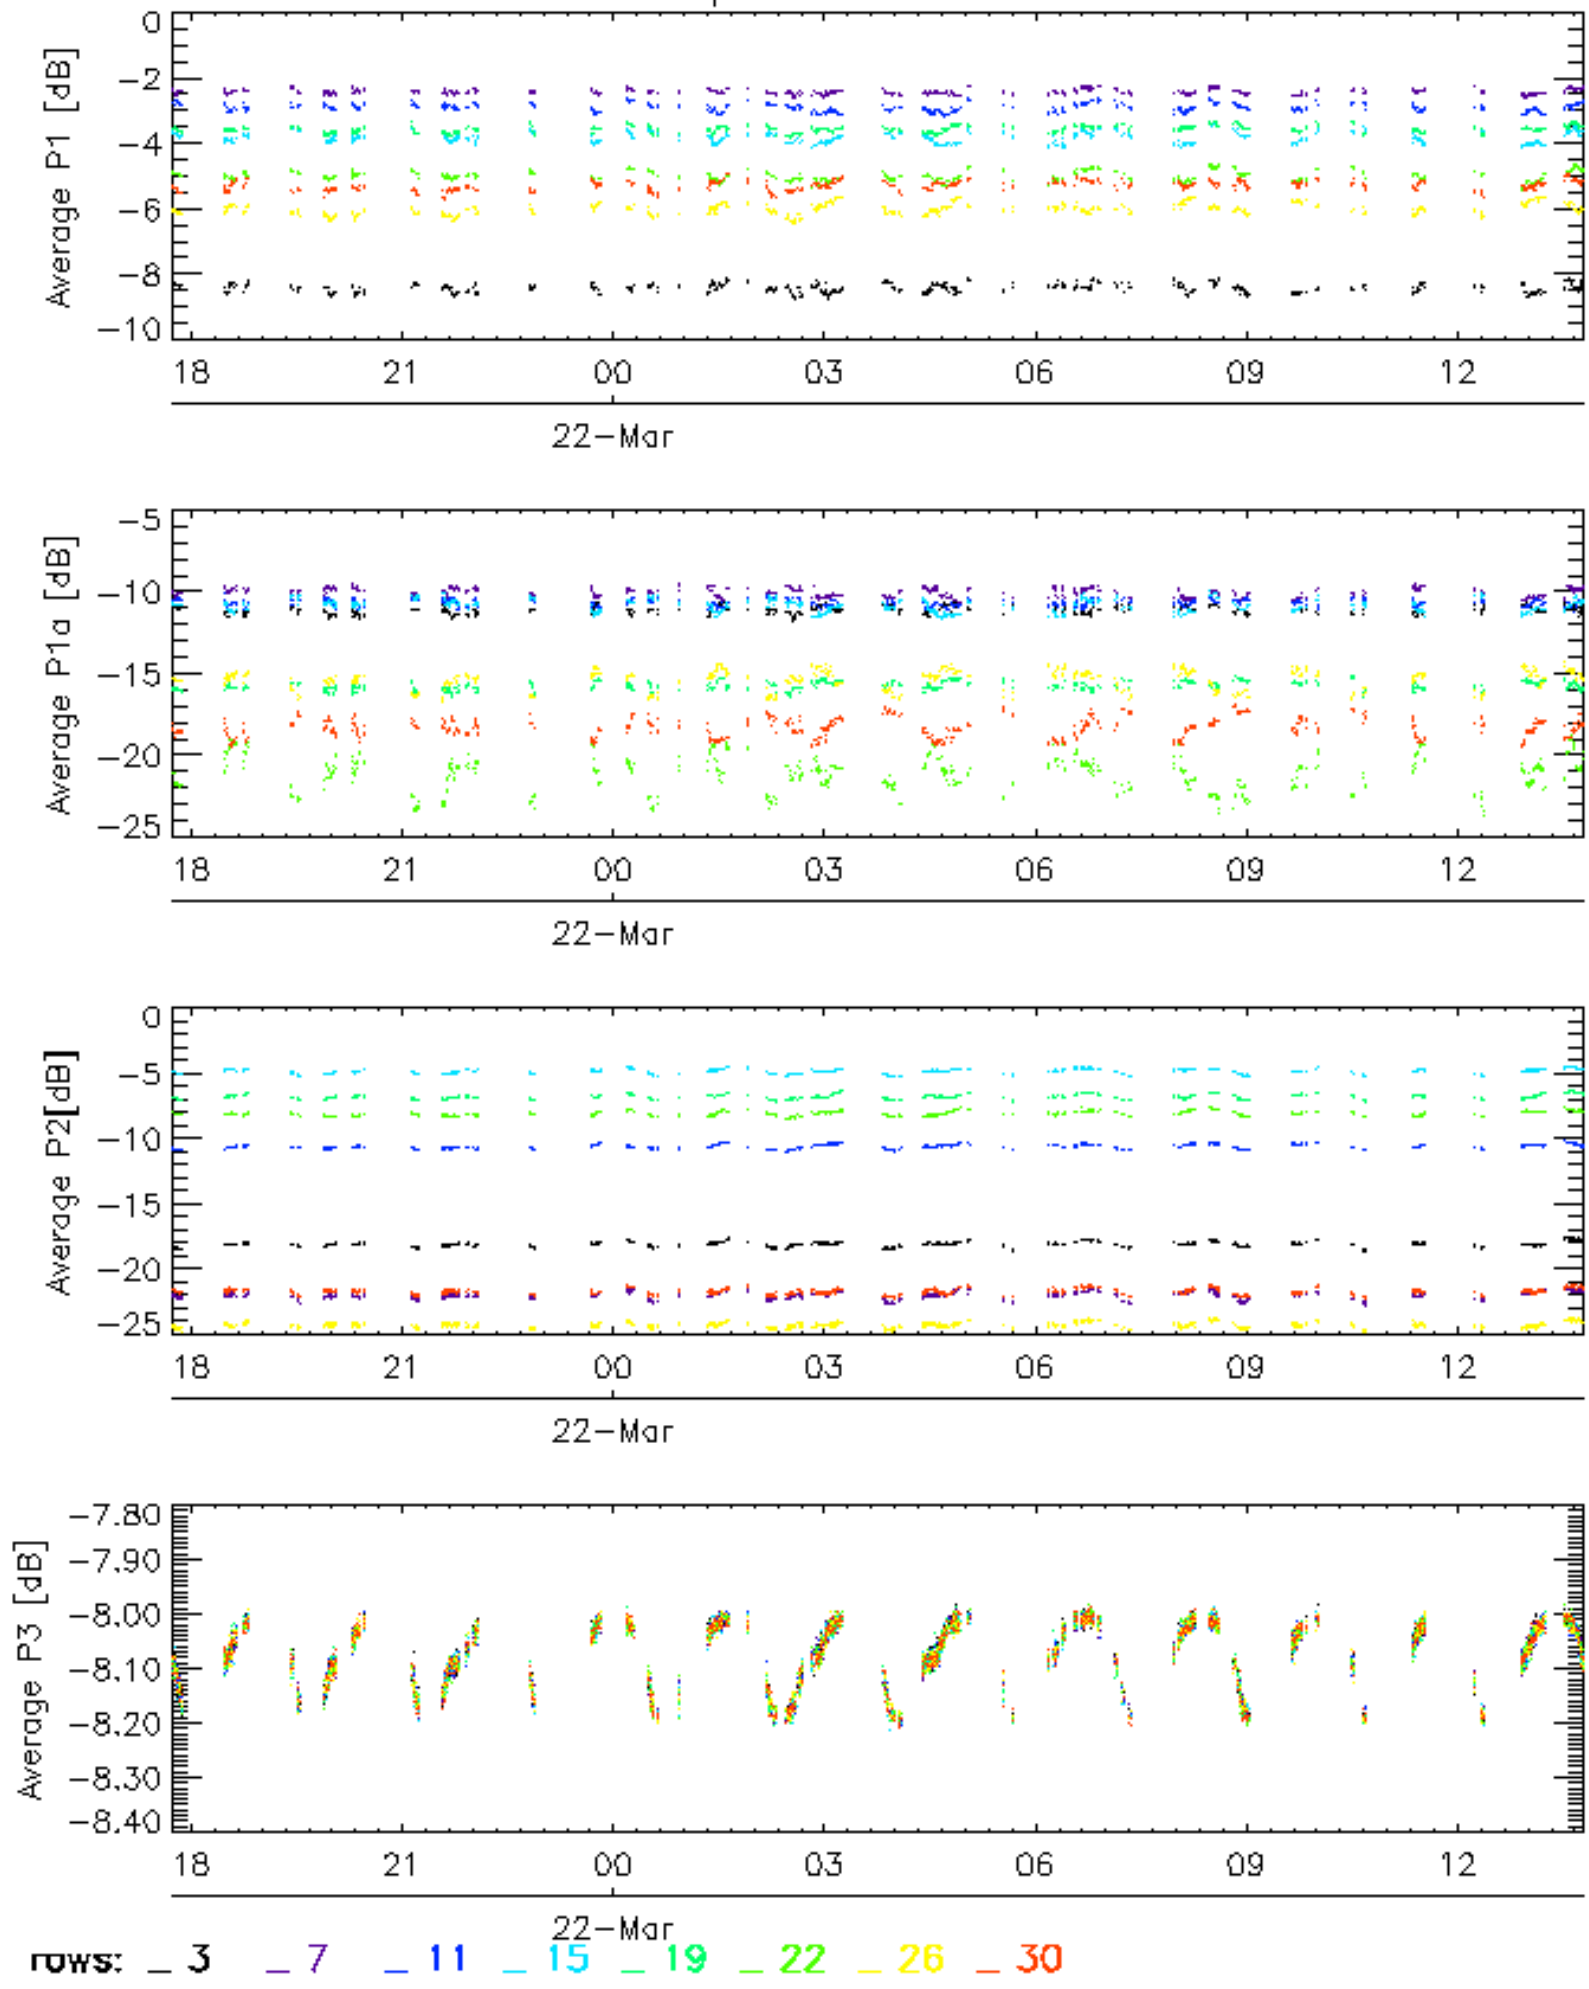 0
−2
−4
−6
−8
−10
Average P1 [dB]
18 21 00 03 06 09 12
22−Mar
−5
−10
−15
−20
−25
Average P1a [dB]
18 21 00 03 06 09 12
22−Mar
0
−5
−10
−15
−20
−25
Average P2[dB]
18 21 00 03 06 09 12
22−Mar
−7.80
−7.90
−8.00
−8.10
−8.20
−8.30
−8.40
Average P3 [dB]
18 21 00 03 06 09 12
22−Mar
rows: _ 3 _ 7 _ 11 _ 15 _ 19 _ 22 _ 26 _ 30